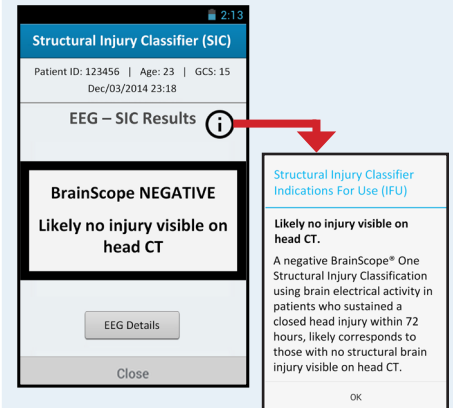 2:13
Structural Injury Classifier (SIC)
Patient ID: 123456 | Age: 23 | GCS: 15
Dec/03/2014 23:18
EEG – SIC Results i
BrainScope NEGATIVE
Likely no injury visible on
head CT
EEG Details
Close
Structural Injury Classifier
Indications For Use (IFU)
Likely no injury visible on
head CT.
A negative BrainScope® One
Structural Injury Classification
using brain electrical activity in
patients who sustained a
closed head injury within 72
hours, likely corresponds to
those with no structural brain
injury visible on head CT.
OK